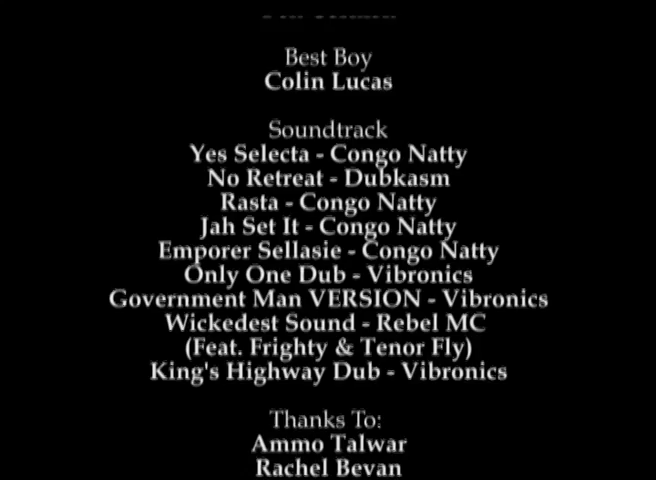 Best Boy
Colin Lucas
Soundtrack
Yes Selecta - Congo Natty
No Retreat - Dubkasm
Rasta - Congo Natty
Jah Set It - Congo Natty
Emporer Sellasie - Congo Natty
Only One Dub - Vibronics
Government Man VERSION - Vibronics
Wickedest Sound - Rebel MC
(Feat. Frighty & Tenor Fly)
King's Highway Dub - Vibronics
Thanks To:
Ammo Talwar
Rachel Bevan